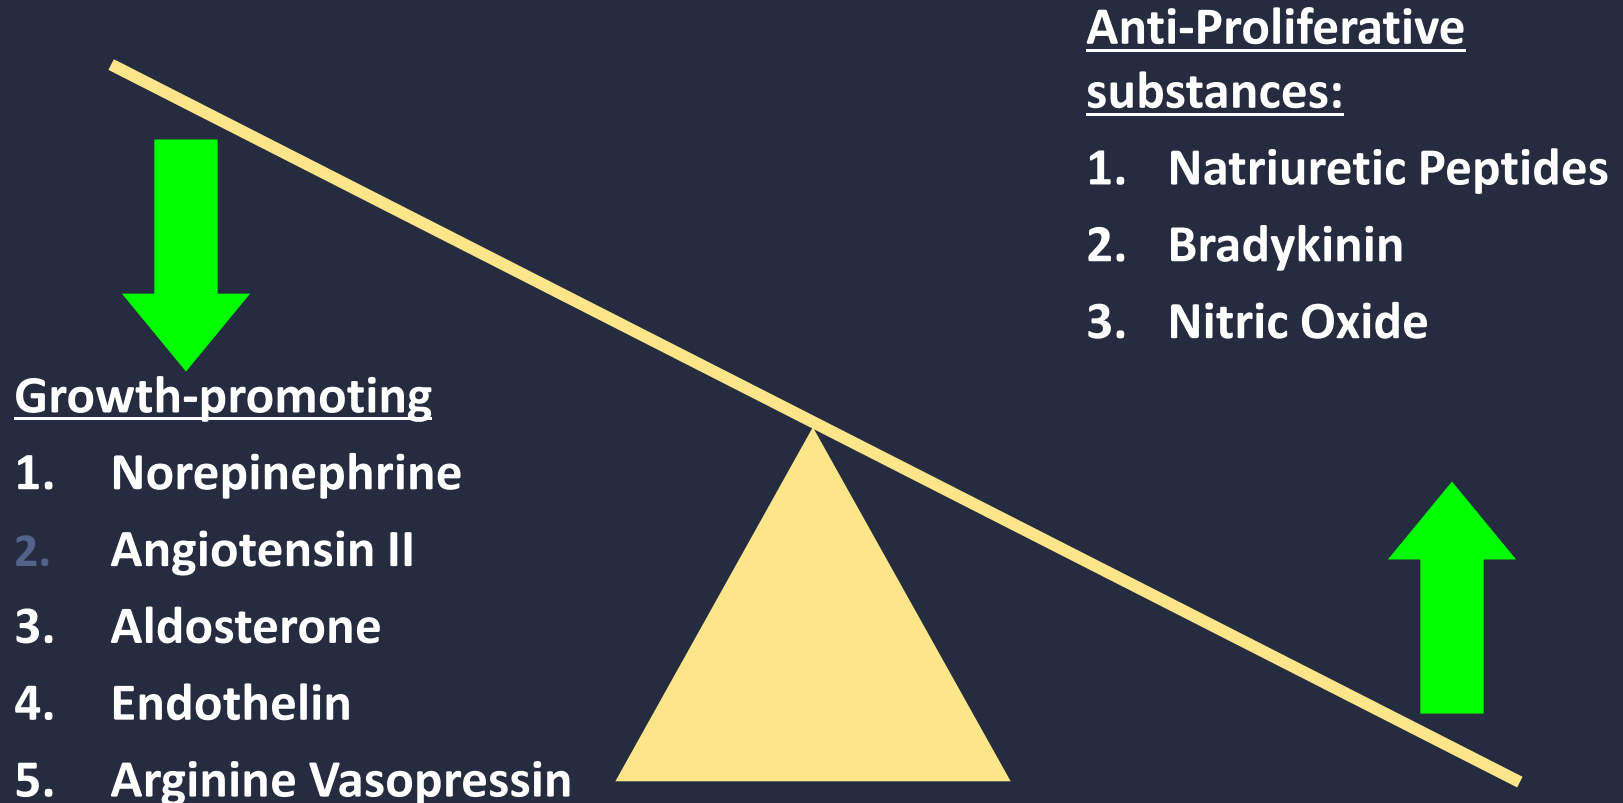 Anti-Proliferative
substances:
1. Natriuretic Peptides
2. Bradykinin
3. Nitric Oxide
Growth-promoting
1. Norepinephrine
2. Angiotensin II
3. Aldosterone
4. Endothelin
5. Arginine Vasopressin